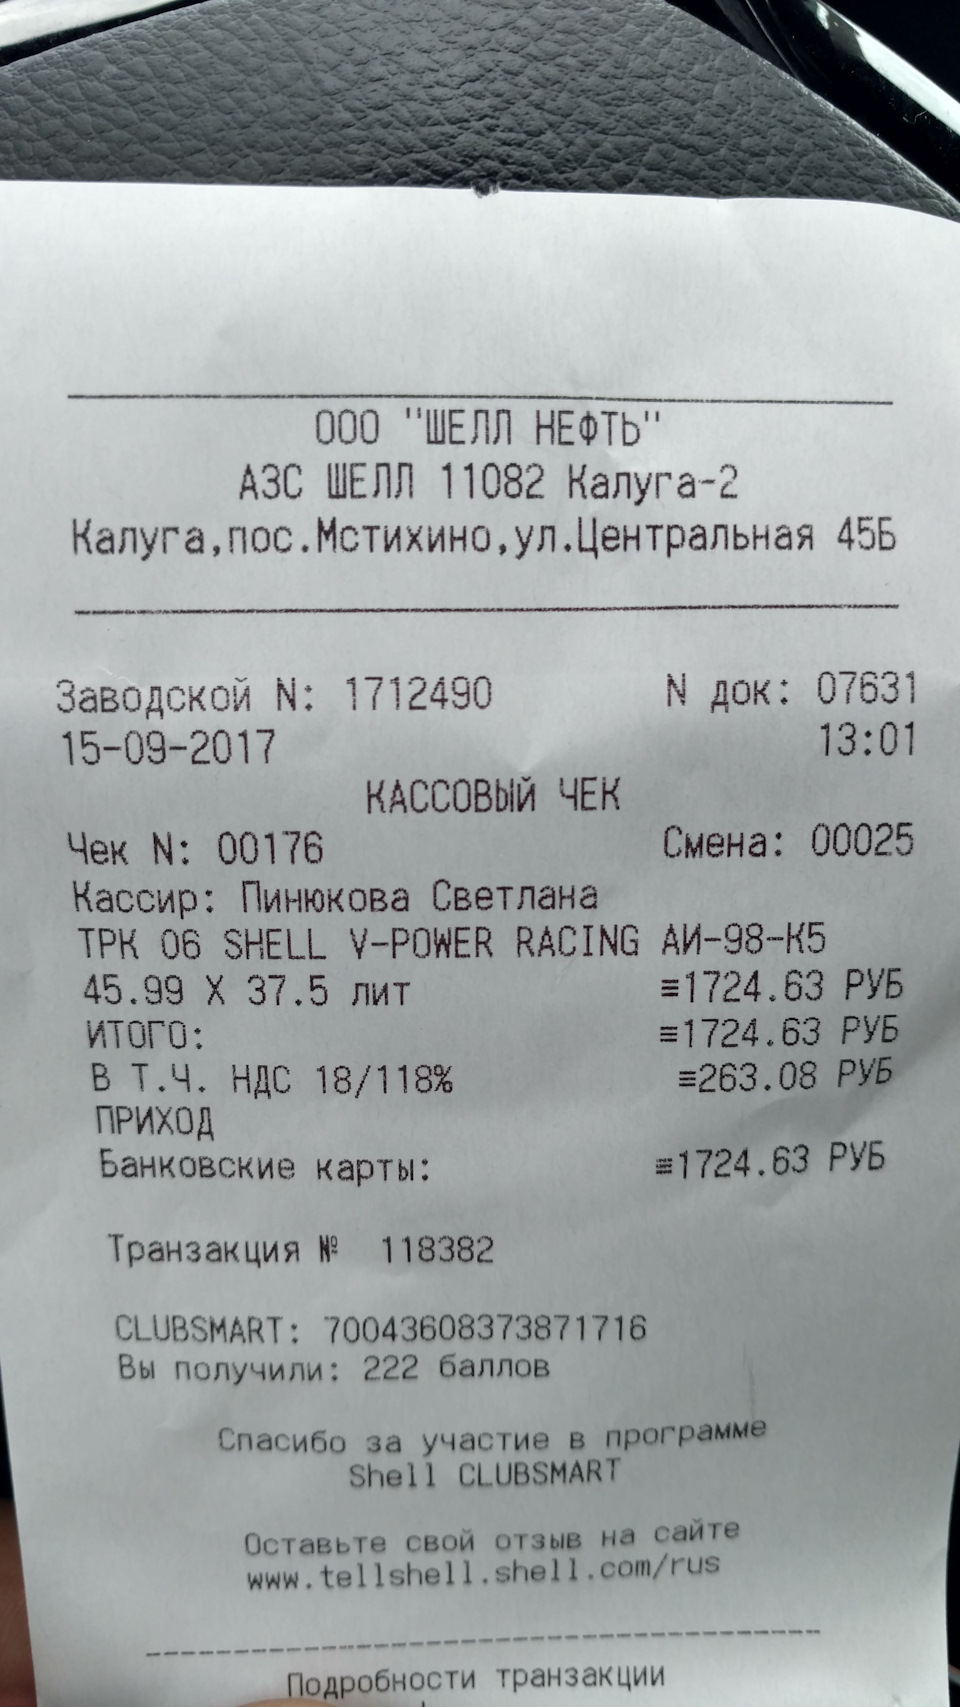 ООО "ШЕЛЛ НЕФТЬ"
АЗС ШЕЛЛ 11082 Калуга-2
Калуга,пос.Мстихино,ул.Центральная 45Б
Заводской N: 1712490 N док: 07631
15-09-2017 13:01
КАССОВЫЙ ЧЕК
Чек N: 00176 Смена: 00025
Кассир: Пинюкова Светлана
ТРК 06 SHELL V-POWER RACING АИ-98-К5
45.99 X 37.5 лит ≡1724.63 РУБ
ИТОГО: ≡1724.63 РУБ
В Т.Ч. НДС 18/118% ≡263.08 РУБ
ПРИХОД
Банковские карты: ≡1724.63 РУБ
Транзакция № 118382
CLUBSMART: 70043608373871716
Вы получили: 222 баллов
Спасибо за участие в программе
Shell CLUBSMART
Оставьте свой отзыв на сайте
www.tellshell.shell.com/rus
Подробности транзакции